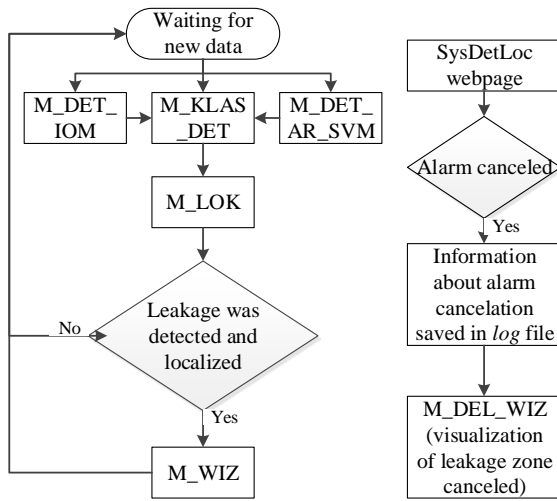 Waiting for
new data
M_DET_
IOM
M_KLAS
_DET
M_DET_
AR_SVM
M_LOK
Leakage was
detected and
localized
No
Yes
M_WIZ
SysDetLoc
webpage
Alarm canceled
Yes
Information
about alarm
cancelation
saved in log file
M_DEL_WIZ
(visualization
of leakage zone
canceled)